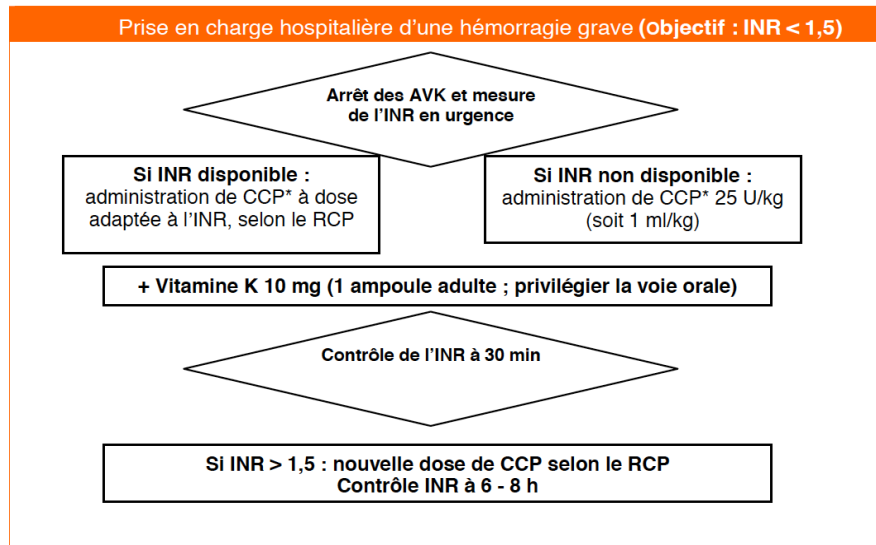 Prise en charge hospitalière d'une hémorragie grave (Objectif : INR < 1,5)
Arrêt des AVK et mesure
de l'INR en urgence
Si INR disponible :
administration de CCP* à dose
adaptée à l'INR, selon le RCP
Si INR non disponible :
administration de CCP* 25 U/kg
(soit 1 ml/kg)
+ Vitamine K 10 mg (1 ampoule adulte ; privilégier la voie orale)
Contrôle de l'INR à 30 min
Si INR > 1,5 : nouvelle dose de CCP selon le RCP
Contrôle INR à 6 - 8 h